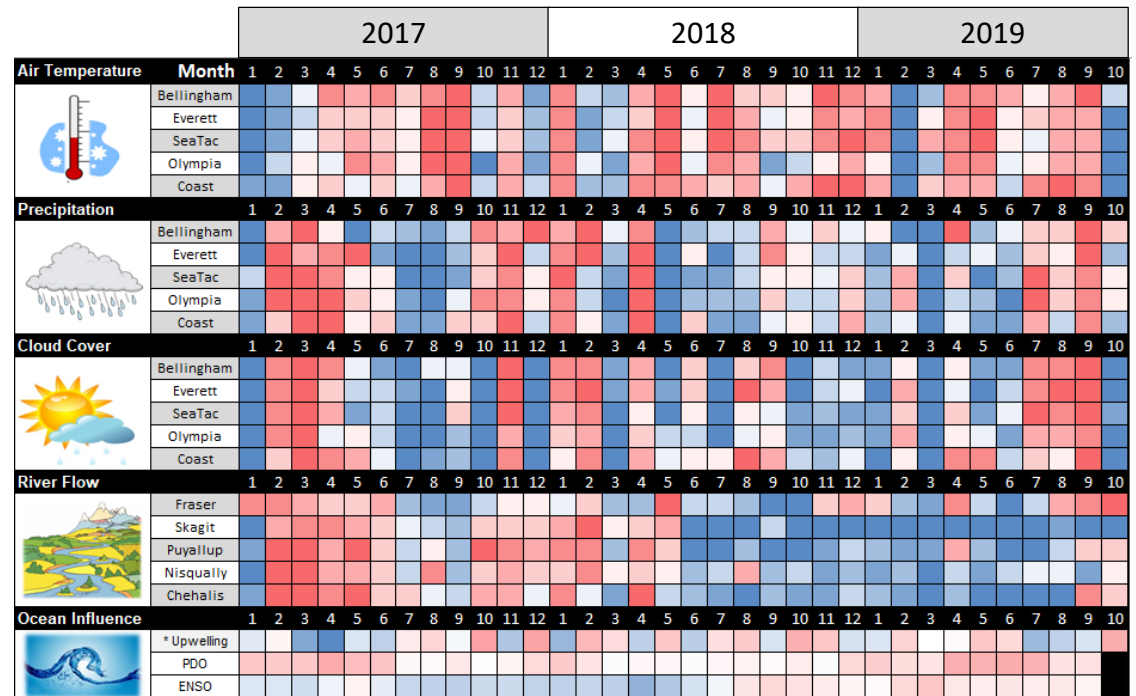 2017 2018 2019
Air Temperature Month 1 2 3 4 5 6 7 8 9 10 11 12 1 2 3 4 5 6 7 8 9 10 11 12 1 2 3 4 5 6 7 8 9 10
Bellingham
Everett
SeaTac
Olympia
Coast
Precipitation 1 2 3 4 5 6 7 8 9 10 11 12 1 2 3 4 5 6 7 8 9 10 11 12 1 2 3 4 5 6 7 8 9 10
Bellingham
Everett
SeaTac
Olympia
Coast
Cloud Cover 1 2 3 4 5 6 7 8 9 10 11 12 1 2 3 4 5 6 7 8 9 10 11 12 1 2 3 4 5 6 7 8 9 10
Bellingham
Everett
SeaTac
Olympia
Coast
River Flow 1 2 3 4 5 6 7 8 9 10 11 12 1 2 3 4 5 6 7 8 9 10 11 12 1 2 3 4 5 6 7 8 9 10
Fraser
Skagit
Puyallup
Nisqually
Chehalis
Ocean Influence 1 2 3 4 5 6 7 8 9 10 11 12 1 2 3 4 5 6 7 8 9 10 11 12 1 2 3 4 5 6 7 8 9 10
* Upwelling
PDO
ENSO